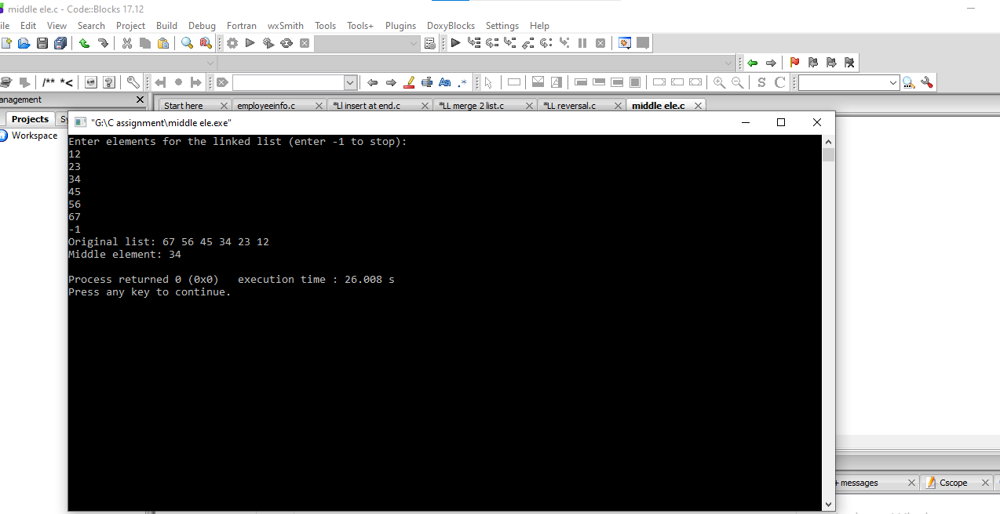 middle ele.c - Code::Blocks 17.12
ile Edit View Search Project Build Debug Fortran wxSmith Tools Tools+ Plugins DoxyBlocks Settings Help
/** *<
Aa .*
S C
anagement
Start here employeeinfo.c *Ll insert at end.c *LL merge 2 list.c *LL reversal.c middle ele.c
Projects Sy
Workspace
"G:\C assignment\middle ele.exe"
Enter elements for the linked list (enter -1 to stop):
12
23
34
45
56
67
-1
Original list: 67 56 45 34 23 12
Middle element: 34
Process returned 0 (0x0)   execution time : 26.008 s
Press any key to continue.
+ messages Cscope